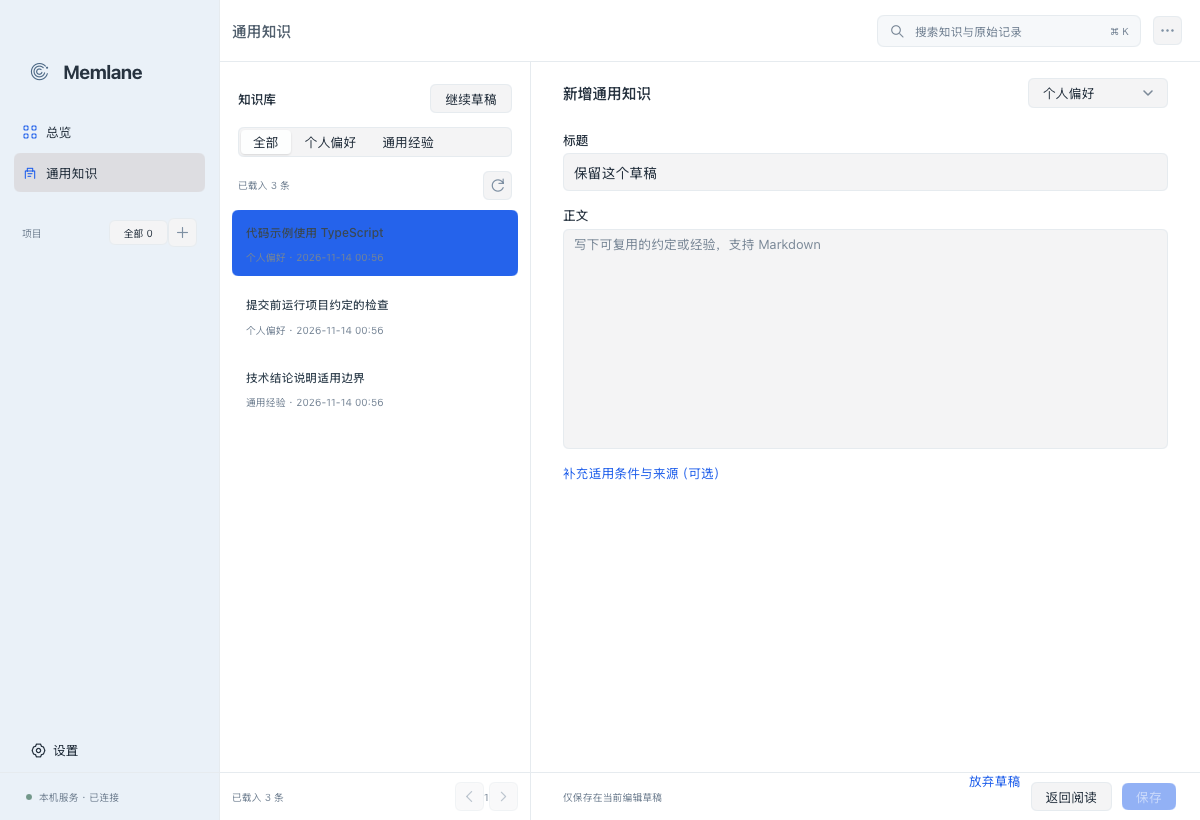 通用知识
搜索知识与原始记录
⌘ K
Memlane
总览
通用知识
项目
全部 0
设置
本机服务 · 已连接
知识库
继续草稿
全部
个人偏好
通用经验
已载入 3 条
代码示例使用 TypeScript
个人偏好 · 2026-11-14 00:56
提交前运行项目约定的检查
个人偏好 · 2026-11-14 00:56
技术结论说明适用边界
通用经验 · 2026-11-14 00:56
已载入 3 条
1
新增通用知识
个人偏好
标题
保留这个草稿
正文
写下可复用的约定或经验，支持 Markdown
补充适用条件与来源（可选）
仅保存在当前编辑草稿
放弃草稿
返回阅读
保存